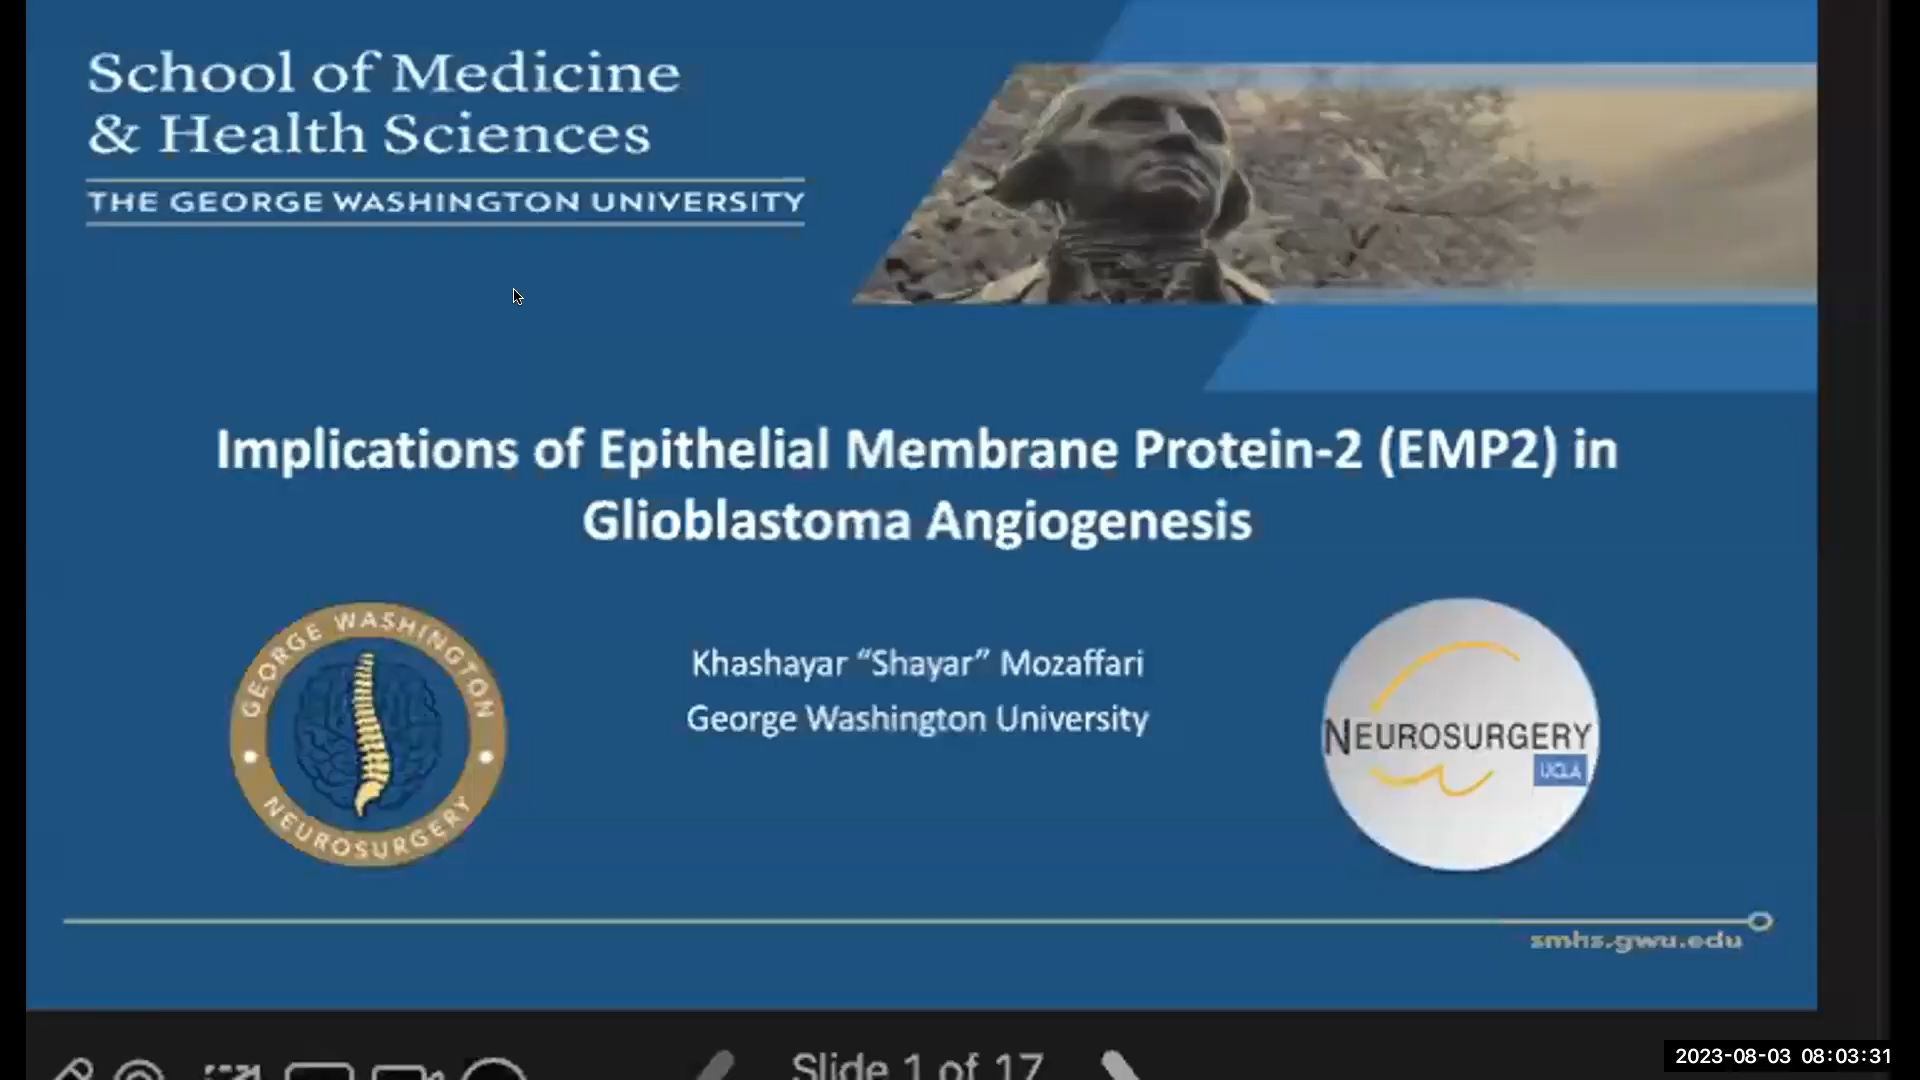 School of Medicine
& Health Sciences
THE GEORGE WASHINGTON UNIVERSITY
Implications of Epithelial Membrane Protein-2 (EMP2) in
Glioblastoma Angiogenesis
GEORGE WASHINGTON
NEUROSURGERY
Khashayar “Shayar” Mozaffari
George Washington University
NEUROSURGERY
UCLA
smhs.gwu.edu
Slide 1 of 17
2023-08-03 08:03:31